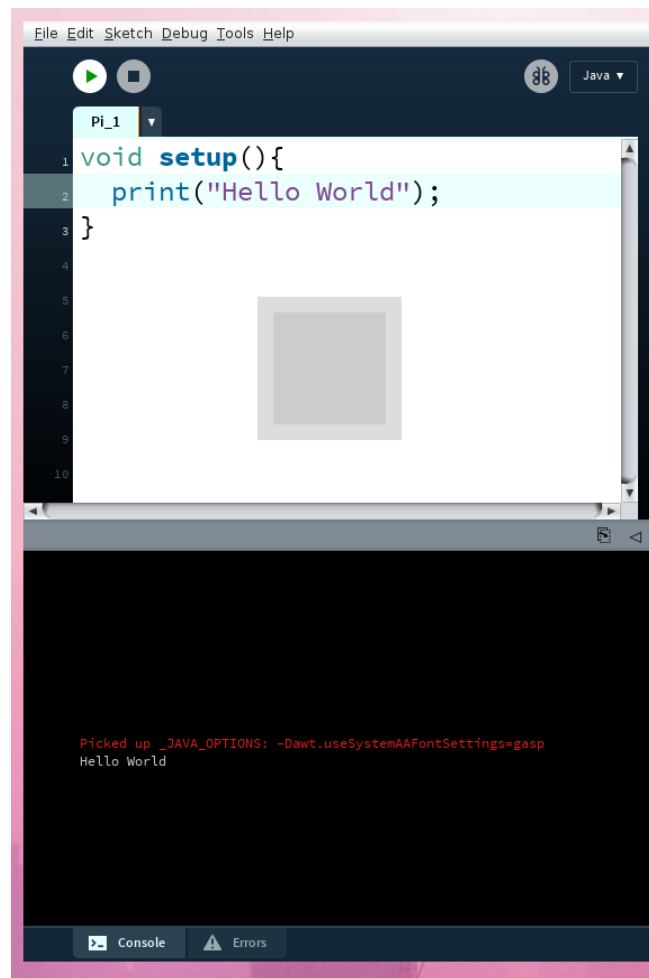 File Edit Sketch Debug Tools Help
Java ▼
Pi_1 ▼
1 void setup(){
2 print("Hello World");
3 }
4
5
6
7
8
9
10
Picked up _JAVA_OPTIONS: -Dawt.useSystemAAFontSettings=gasp
Hello World
Console Errors